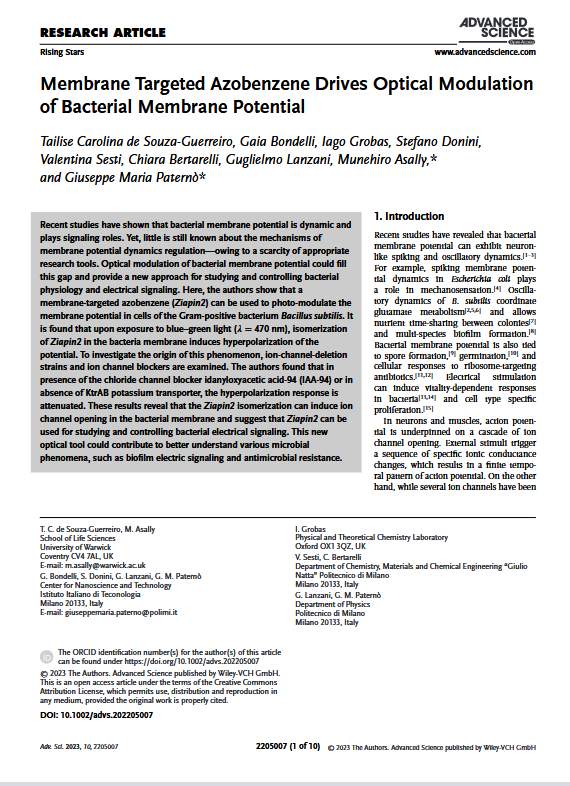 RESEARCH ARTICLE
ADVANCED
SCIENCE
Open Access
Rising Stars
www.advancedscience.com
Membrane Targeted Azobenzene Drives Optical Modulation
of Bacterial Membrane Potential
Tailise Carolina de Souza-Guerreiro, Gaia Bondelli, Iago Grobas, Stefano Donini,
Valentina Sesti, Chiara Bertarelli, Guglielmo Lanzani, Munehiro Asally,*
and Giuseppe Maria Paternò*
Recent studies have shown that bacterial membrane potential is dynamic and
plays signaling roles. Yet, little is still known about the mechanisms of
membrane potential dynamics regulation—owing to a scarcity of appropriate
research tools. Optical modulation of bacterial membrane potential could fill
this gap and provide a new approach for studying and controlling bacterial
physiology and electrical signaling. Here, the authors show that a
membrane-targeted azobenzene (Ziapin2) can be used to photo-modulate the
membrane potential in cells of the Gram-positive bacterium Bacillus subtilis. It
is found that upon exposure to blue–green light (λ = 470 nm), isomerization
of Ziapin2 in the bacteria membrane induces hyperpolarization of the
potential. To investigate the origin of this phenomenon, ion-channel-deletion
strains and ion channel blockers are examined. The authors found that in
presence of the chloride channel blocker idanyloxyacetic acid-94 (IAA-94) or in
absence of KtrAB potassium transporter, the hyperpolarization response is
attenuated. These results reveal that the Ziapin2 isomerization can induce ion
channel opening in the bacterial membrane and suggest that Ziapin2 can be
used for studying and controlling bacterial electrical signaling. This new
optical tool could contribute to better understand various microbial
phenomena, such as biofilm electric signaling and antimicrobial resistance.
1. Introduction
Recent studies have revealed that bacterial
membrane potential can exhibit neuron-
like spiking and oscillatory dynamics.[1–3]
For example, spiking membrane poten-
tial dynamics in Escherichia coli plays
a role in mechanosensation.[4] Oscilla-
tory dynamics of B. subtilis coordinate
glutamate metabolism[2,5,6] and allows
nutrient time-sharing between colonies[7]
and multi-species biofilm formation.[8]
Bacterial membrane potential is also tied
to spore formation,[9] germination,[10] and
cellular responses to ribosome-targeting
antibiotics.[11,12] Electrical stimulation
can induce vitality-dependent responses
in bacteria[13,14] and cell type specific
proliferation.[15]
In neurons and muscles, action poten-
tial is underpinned on a cascade of ion
channel opening. External stimuli trigger
a sequence of specific ionic conductance
changes, which results in a finite tempo-
ral pattern of action potential. On the other
hand, while several ion channels have been
T. C. de Souza-Guerreiro, M. Asally
School of Life Sciences
University of Warwick
Coventry CV4 7AL, UK
E-mail: m.asally@warwick.ac.uk
G. Bondelli, S. Donini, G. Lanzani, G. M. Paternò
Center for Nanoscience and Technology
Istituto Italiano di Teconologia
Milano 20133, Italy
E-mail: giuseppemaria.paterno@polimi.it
I. Grobas
Physical and Theoretical Chemistry Laboratory
Oxford OX1 3QZ, UK
V. Sesti, C. Bertarelli
Department of Chemistry, Materials and Chemical Engineering "Giulio
Natta" Politecnico di Milano
Milano 20133, Italy
G. Lanzani, G. M. Paternò
Department of Physics
Politecnico di Milano
Milano 20133, Italy
iD
The ORCID identification number(s) for the author(s) of this article
can be found under https://doi.org/10.1002/advs.202205007
© 2023 The Authors. Advanced Science published by Wiley-VCH GmbH.
This is an open access article under the terms of the Creative Commons
Attribution License, which permits use, distribution and reproduction in
any medium, provided the original work is properly cited.
DOI: 10.1002/advs.202205007
Adv. Sci. 2023, 10, 2205007
2205007 (1 of 10)
© 2023 The Authors. Advanced Science published by Wiley-VCH GmbH